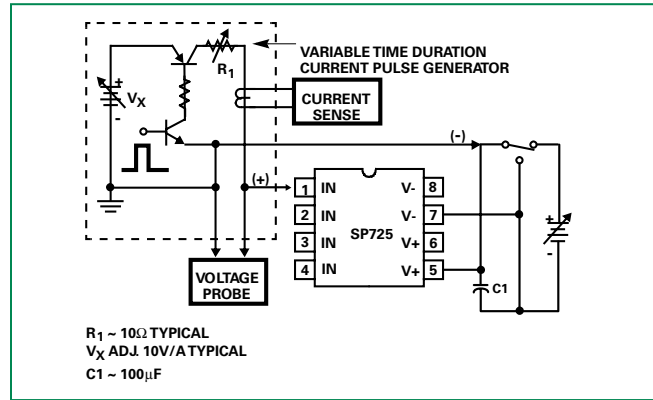 R1
VARIABLE TIME DURATION
CURRENT PULSE GENERATOR
+
VX
-
CURRENT
SENSE
(-)
(+)
1 IN V- 8
2 IN V- 7
3 IN V+ 6
4 IN V+ 5
SP725
+
-
C1
VOLTAGE
PROBE
R1 ~ 10Ω TYPICAL
VX ADJ. 10V/A TYPICAL
C1 ~ 100µF